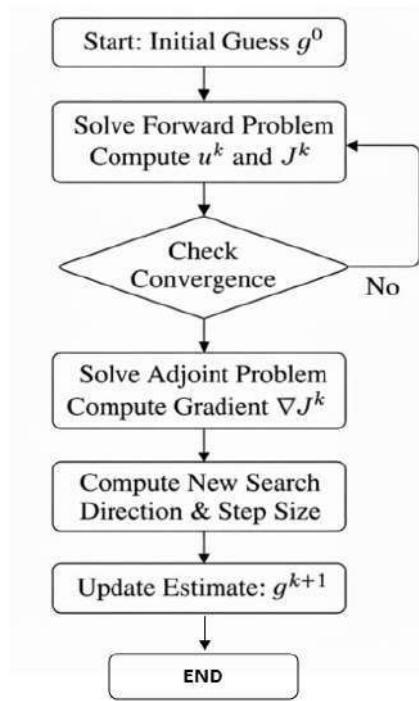 Start: Initial Guess g⁰
Solve Forward Problem
Compute uᵏ and Jᵏ
Check
Convergence
No
Solve Adjoint Problem
Compute Gradient ∇Jᵏ
Compute New Search
Direction & Step Size
Update Estimate: gᵏ⁺¹
END